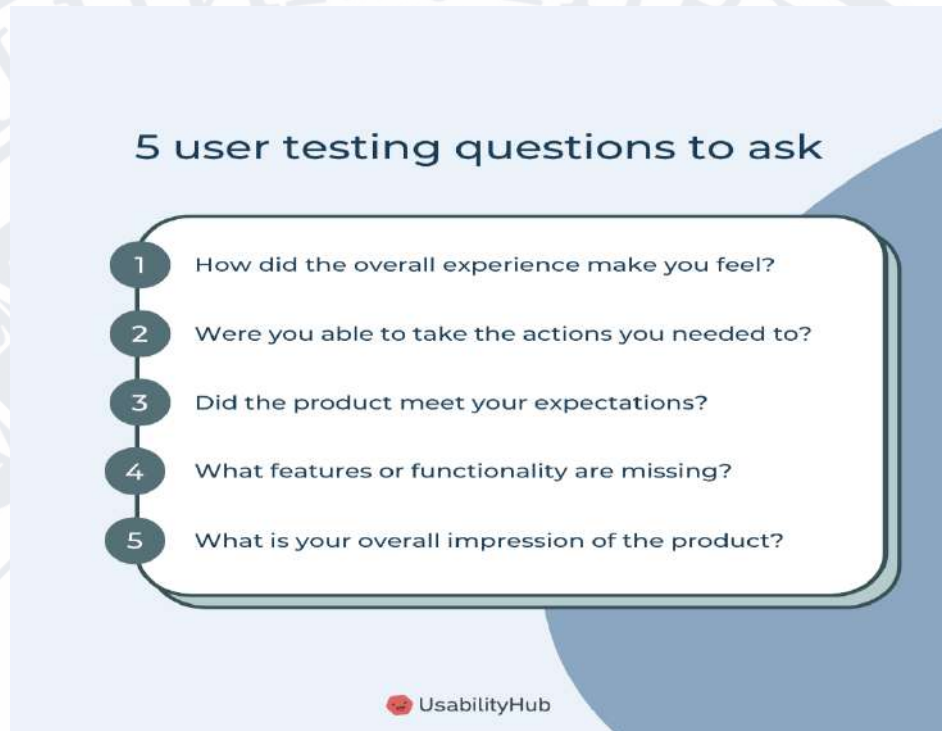 5 user testing questions to ask
1 How did the overall experience make you feel?
2 Were you able to take the actions you needed to?
3 Did the product meet your expectations?
4 What features or functionality are missing?
5 What is your overall impression of the product?
UsabilityHub